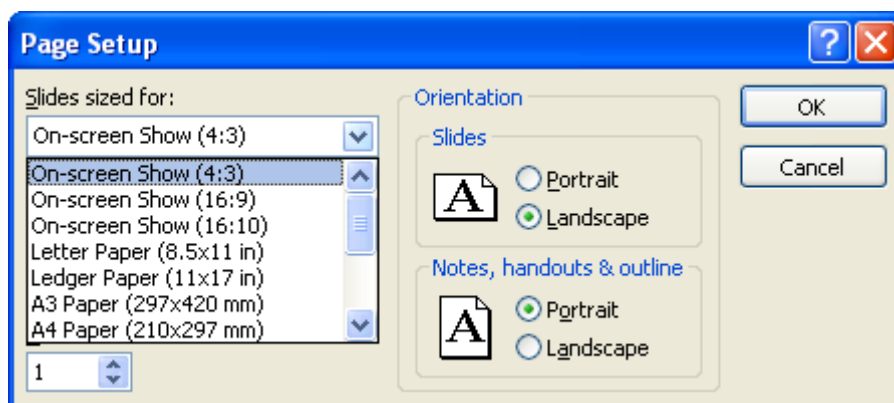 Page Setup
Slides sized for:
On-screen Show (4:3)
On-screen Show (4:3)
On-screen Show (16:9)
On-screen Show (16:10)
Letter Paper (8.5x11 in)
Ledger Paper (11x17 in)
A3 Paper (297x420 mm)
A4 Paper (210x297 mm)
1
Orientation
Slides
A
Portrait
Landscape
Notes, handouts & outline
A
Portrait
Landscape
OK
Cancel